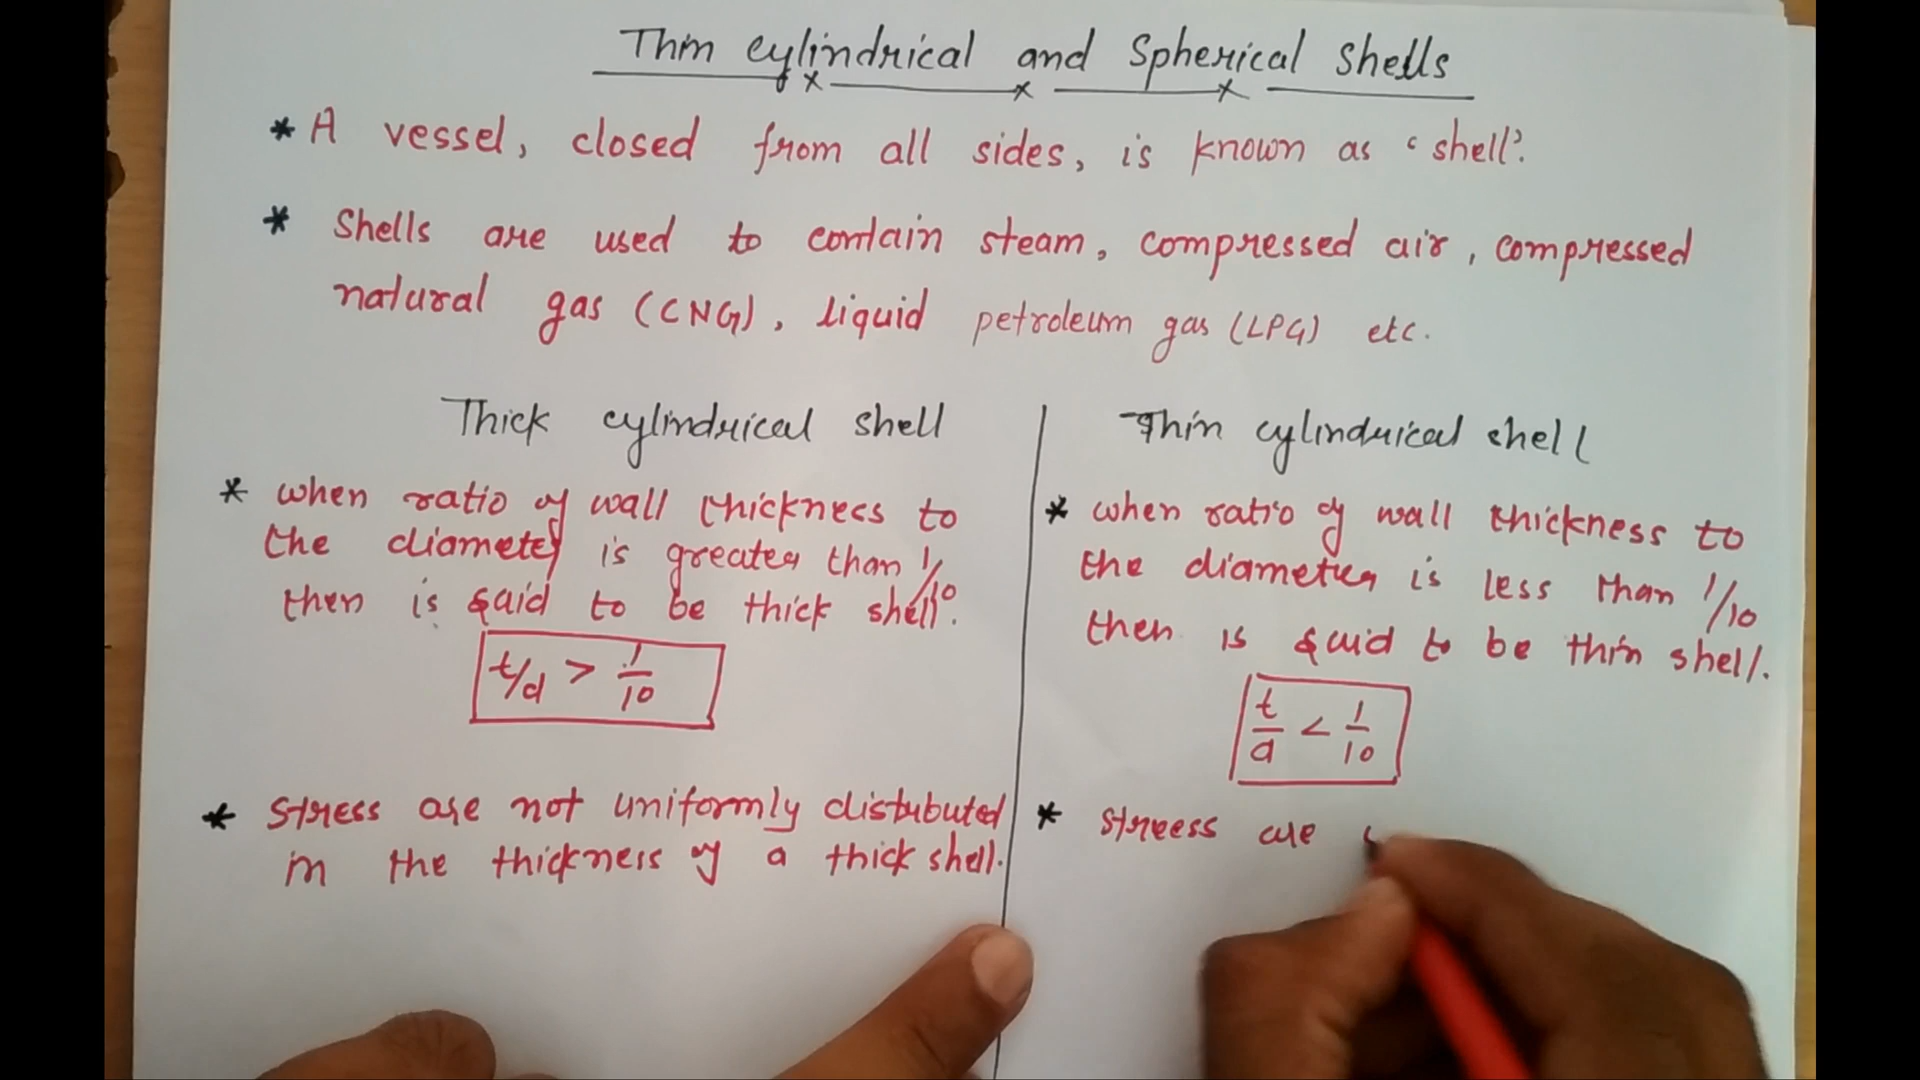 Thin cylindrical and Spherical Shells
* A vessel, closed from all sides, is known as 'shell'.
* Shells are used to contain steam, compressed air, compressed
natural gas (CNG), liquid petroleum gas (LPG) etc.
Thick cylindrical shell
* when ratio of wall thickness to
the diameter is greater than 1/10
then is said to be thick shell.
t/d > 1/10
* stress are not uniformly distubuted
in the thickness of a thick shell.
Thin cylindrical shell
* when ratio of wall thickness to
the diameter is less than 1/10
then is said to be thin shell.
t/d < 1/10
* streess are